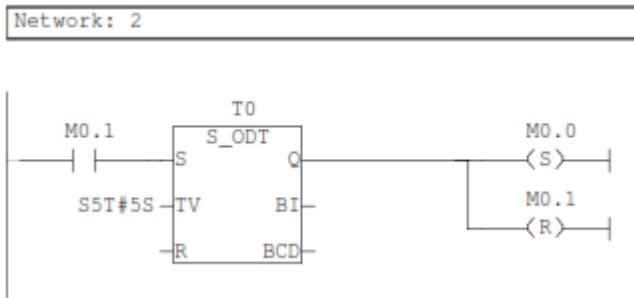 Network: 2
T0
M0.1 S_ODT M0.0
S Q (S)
M0.1
S5T#5S TV BI
(R)
R BCD